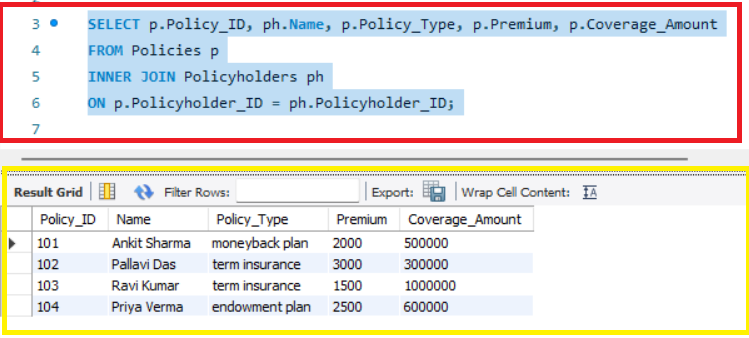 3 SELECT p.Policy_ID, ph.Name, p.Policy_Type, p.Premium, p.Coverage_Amount
4 FROM Policies p
5 INNER JOIN Policyholders ph
6 ON p.Policyholder_ID = ph.Policyholder_ID;
7
Result Grid Filter Rows: Export: Wrap Cell Content: IA
Policy_ID Name Policy_Type Premium Coverage_Amount
101 Ankit Sharma moneyback plan 2000 500000
102 Pallavi Das term insurance 3000 300000
103 Ravi Kumar term insurance 1500 1000000
104 Priya Verma endowment plan 2500 600000